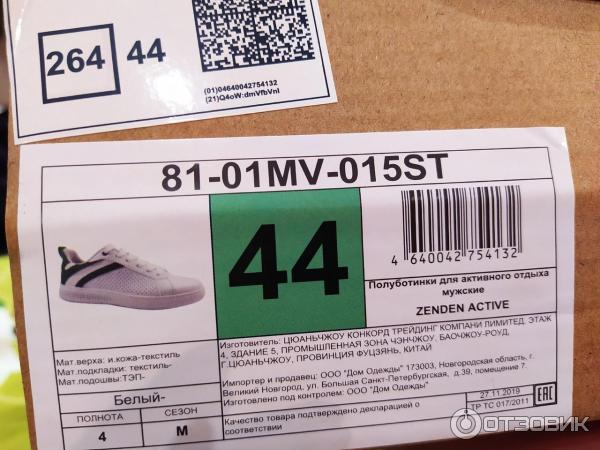 264 44
(01)04640042754132
(21)Q4oW:dmVfbVnI
81-01MV-015ST
44
4 640042 754132
Полуботинки для активного отдыха
мужские
ZENDEN ACTIVE
Мат.верха: и.кожа-текстиль
Мат.подкладки: текстиль-
Мат.подошвы:ТЭП-
Белый-
ПОЛНОТА СЕЗОН
4 М
Изготовитель: ЦЮАНЬЧЖОУ КОНКОРД ТРЕЙДИНГ КОМПАНИ ЛИМИТЕД, ЭТАЖ
4, ЗДАНИЕ 5, ПРОМЫШЛЕННАЯ ЗОНА ЧЭНЧЖОУ, БАОЧЖОУ-РОУД,
Г.ЦЮАНЬЧЖОУ, ПРОВИНЦИЯ ФУЦЗЯНЬ, КИТАЙ
Импортер и продавец: ООО "Дом Одежды" 173003, Новгородская область, г.
Великий Новгород, ул. Большая Санкт-Петербургская, д.39, помещение 7.
Изготовлено под контролем: ООО "Дом Одежды"
Качество товара подтверждено декларацией о
соответствии
27.11.2019
ТР ТС 017/2011
EAC
ОТЗОВИК